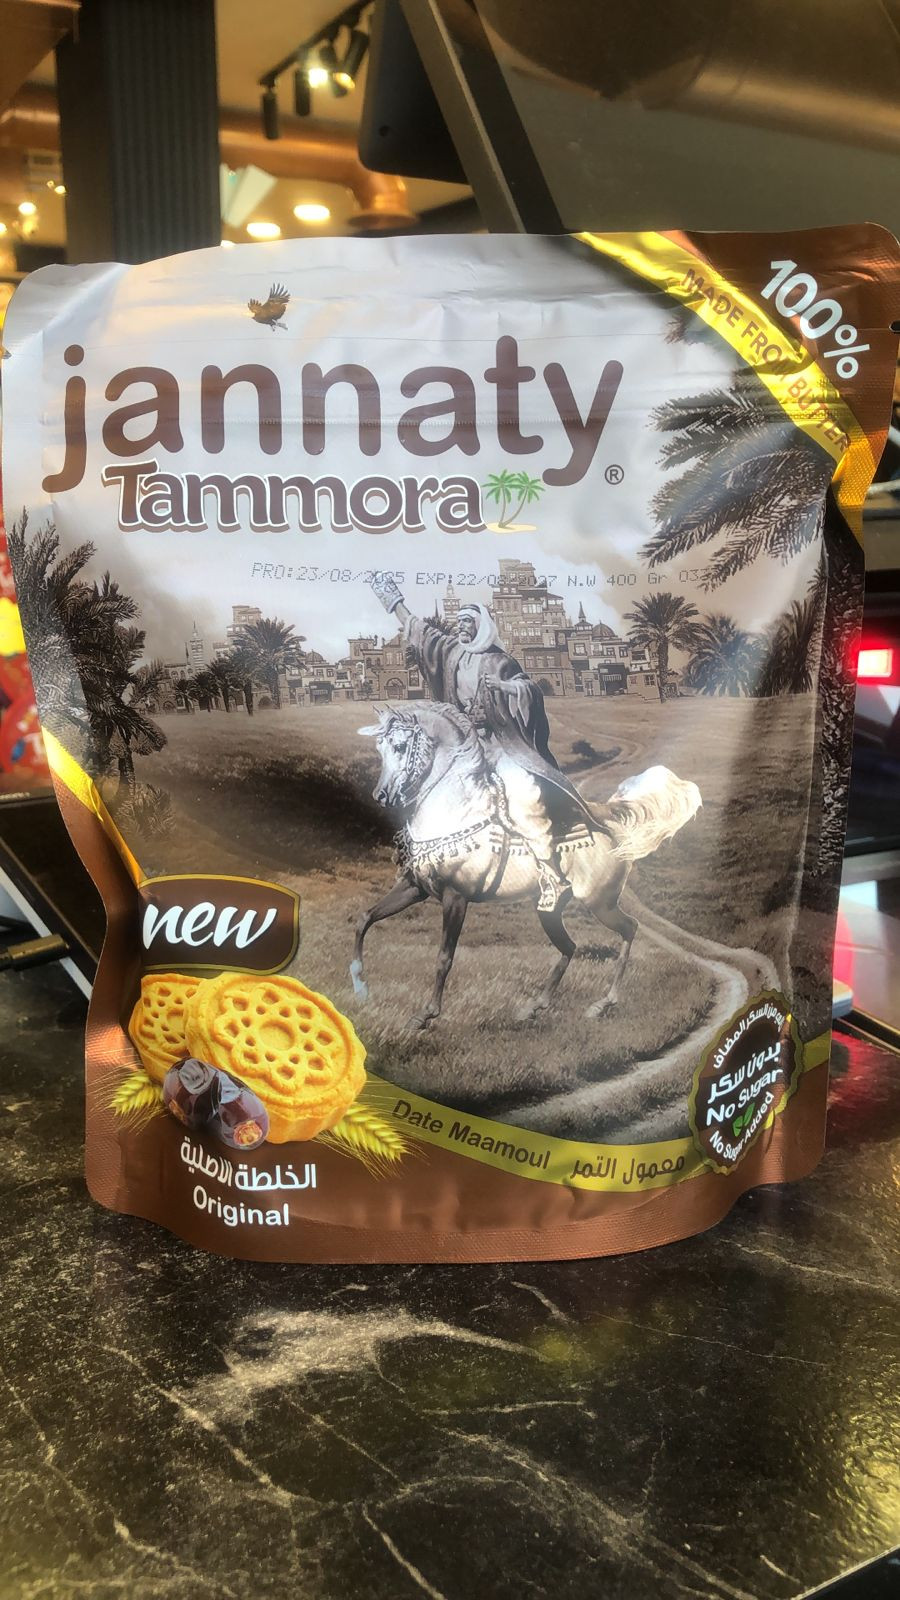 100%
MADE FROM BUTTER
jannaty
®
Tammora
PRO:23/08/2025 EXP:22/08/2027 N.W 400 Gr
new
بدون سكر
No Sugar
No Sugar Added
Date Maamoul معمول التمر
الخلطة الاصلية
Original